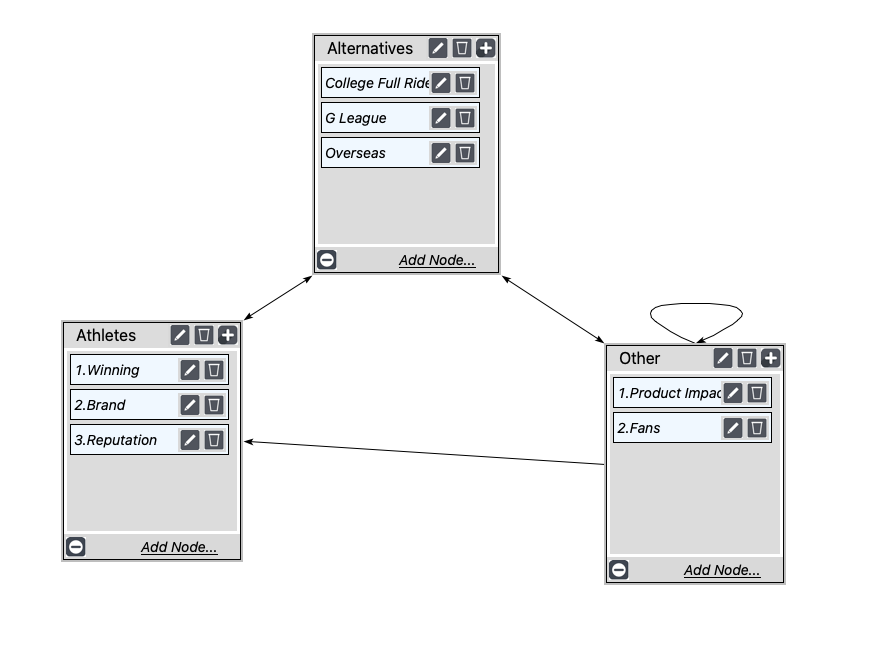 Alternatives
College Full Ride
G League
Overseas
Add Node...
Athletes
1.Winning
2.Brand
3.Reputation
Add Node...
Other
1.Product Impac
2.Fans
Add Node...